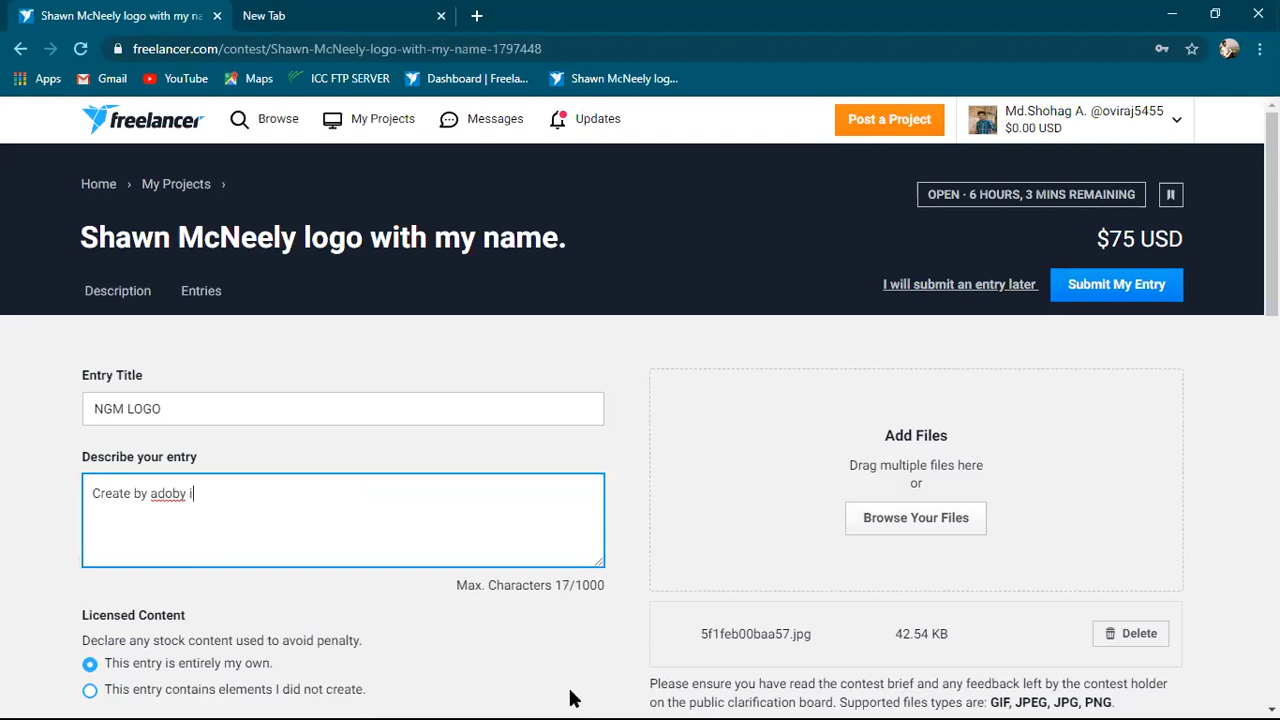 Shawn McNeely logo with my na
New Tab
freelancer.com/contest/Shawn-McNeely-logo-with-my-name-1797448
Apps Gmail YouTube Maps ICC FTP SERVER Dashboard | Freela... Shawn McNeely log...
freelancer Browse My Projects Messages Updates Post a Project Md.Shohag A. @oviraj5455
$0.00 USD
Home › My Projects ›
OPEN · 6 HOURS, 3 MINS REMAINING
Shawn McNeely logo with my name.
$75 USD
Description Entries
I will submit an entry later Submit My Entry
Entry Title
NGM LOGO
Describe your entry
Create by adoby i
Max. Characters 17/1000
Licensed Content
Declare any stock content used to avoid penalty.
This entry is entirely my own.
This entry contains elements I did not create.
Add Files
Drag multiple files here
or
Browse Your Files
5f1feb00baa57.jpg 42.54 KB Delete
Please ensure you have read the contest brief and any feedback left by the contest holder
on the public clarification board. Supported files types are: GIF, JPEG, JPG, PNG.